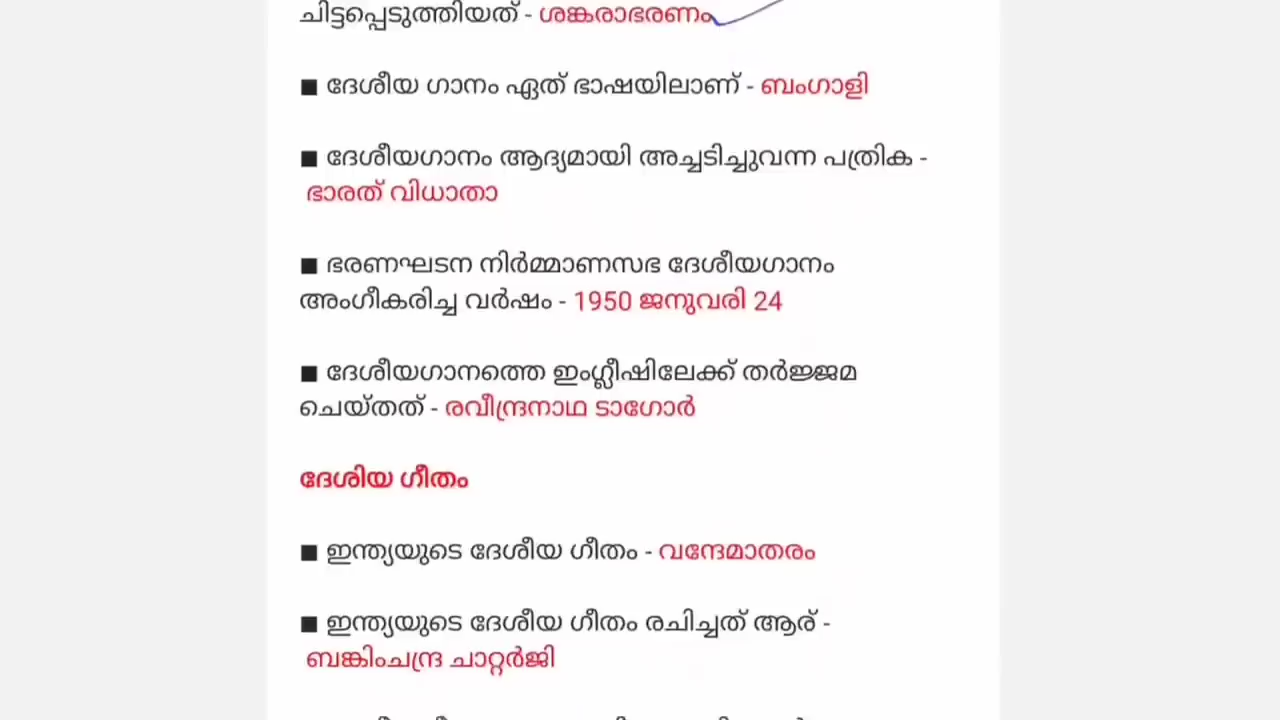 ചിട്ടപ്പെടുത്തിയത് - ശങ്കരാഭരണം
■ ദേശീയ ഗാനം ഏത് ഭാഷയിലാണ് - ബംഗാളി
■ ദേശീയഗാനം ആദ്യമായി അച്ചടിച്ചുവന്ന പത്രിക -
ഭാരത് വിധാതാ
■ ഭരണഘടന നിർമ്മാണസഭ ദേശീയഗാനം
അംഗീകരിച്ച വർഷം - 1950 ജനുവരി 24
■ ദേശീയഗാനത്തെ ഇംഗ്ലീഷിലേക്ക് തർജ്ജമ
ചെയ്തത് - രവീന്ദ്രനാഥ ടാഗോർ
ദേശിയ ഗീതം
■ ഇന്ത്യയുടെ ദേശീയ ഗീതം - വന്ദേമാതരം
■ ഇന്ത്യയുടെ ദേശീയ ഗീതം രചിച്ചത് ആര് -
ബങ്കിംചന്ദ്ര ചാറ്റർജി